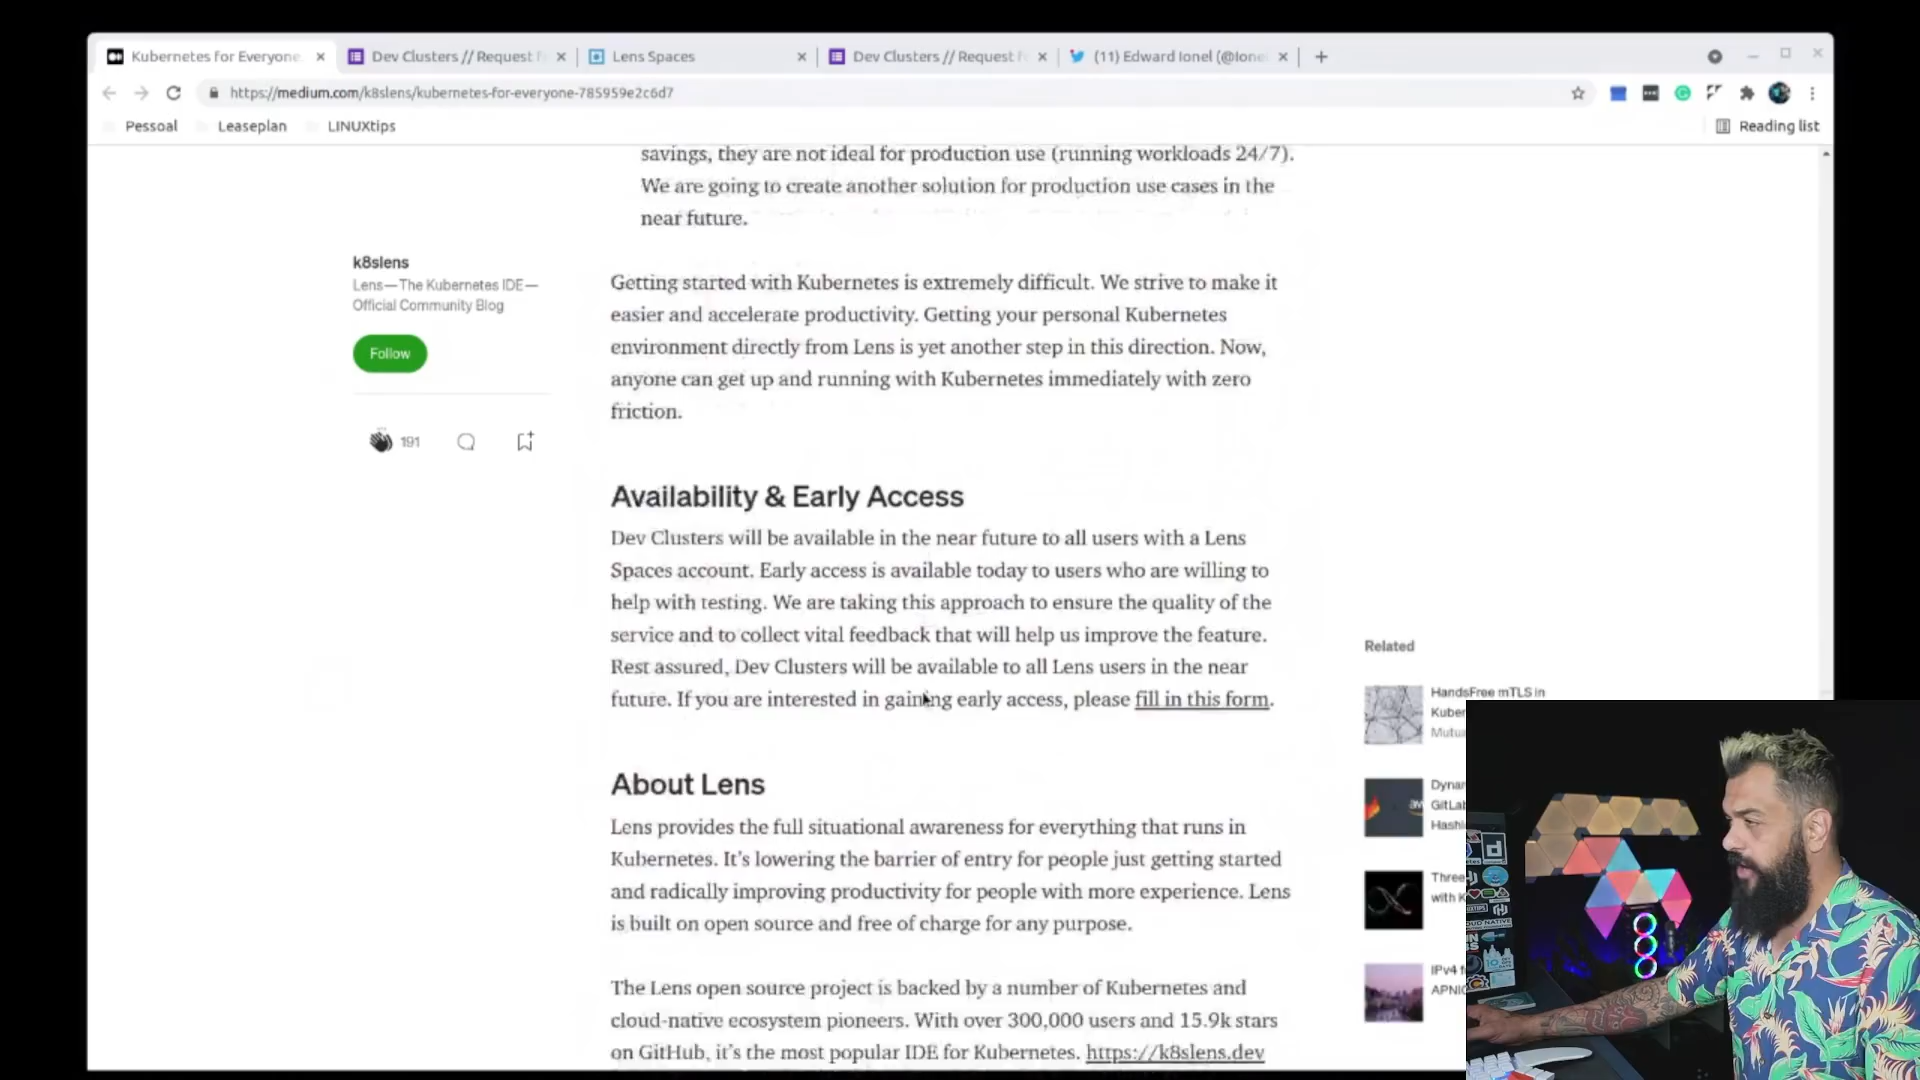 Kubernetes for Everyone
Dev Clusters // Request F
Lens Spaces
Dev Clusters // Request F
(11) Edward Ionel (@Ione
https://medium.com/k8slens/kubernetes-for-everyone-785959e2c6d7
Pessoal
Leaseplan
LINUXtips
Reading list
savings, they are not ideal for production use (running workloads 24/7).
We are going to create another solution for production use cases in the
near future.
k8slens
Lens—The Kubernetes IDE—
Official Community Blog
Follow
191
Getting started with Kubernetes is extremely difficult. We strive to make it
easier and accelerate productivity. Getting your personal Kubernetes
environment directly from Lens is yet another step in this direction. Now,
anyone can get up and running with Kubernetes immediately with zero
friction.
Availability & Early Access
Dev Clusters will be available in the near future to all users with a Lens
Spaces account. Early access is available today to users who are willing to
help with testing. We are taking this approach to ensure the quality of the
service and to collect vital feedback that will help us improve the feature.
Rest assured, Dev Clusters will be available to all Lens users in the near
future. If you are interested in gaining early access, please fill in this form.
About Lens
Lens provides the full situational awareness for everything that runs in
Kubernetes. It's lowering the barrier of entry for people just getting started
and radically improving productivity for people with more experience. Lens
is built on open source and free of charge for any purpose.
The Lens open source project is backed by a number of Kubernetes and
cloud-native ecosystem pioneers. With over 300,000 users and 15.9k stars
on GitHub, it's the most popular IDE for Kubernetes. https://k8slens.dev
Related
HandsFree mTLS in
Kuber
Mutua
Dynar
GitLab
Hashi
Three
with K
IPv4 f
APNIC